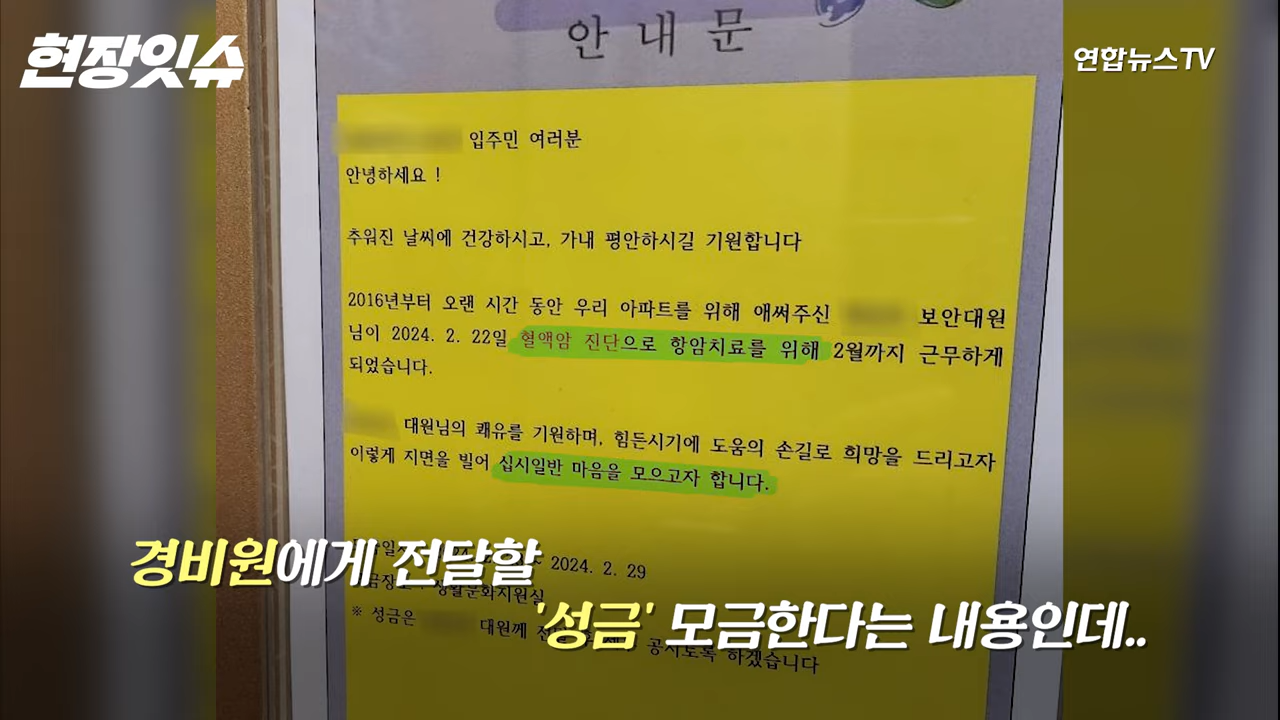 현장잇슈
연합뉴스TV
안내문
입주민 여러분
안녕하세요 !
추워진 날씨에 건강하시고, 가내 평안하시길 기원합니다
2016년부터 오랜 시간 동안 우리 아파트를 위해 애써주신 보안대원
님이 2024. 2. 22일 혈액암 진단으로 항암치료를 위해 2월까지 근무하게
되었습니다.
대원님의 쾌유를 기원하며, 힘든시기에 도움의 손길로 희망을 드리고자
이렇게 지면을 빌어 십시일반 마음을 모으고자 합니다.
2024. 2. 29
※ 성금은 대원께 하겠습니다
경비원에게 전달할
'성금' 모금한다는 내용인데..